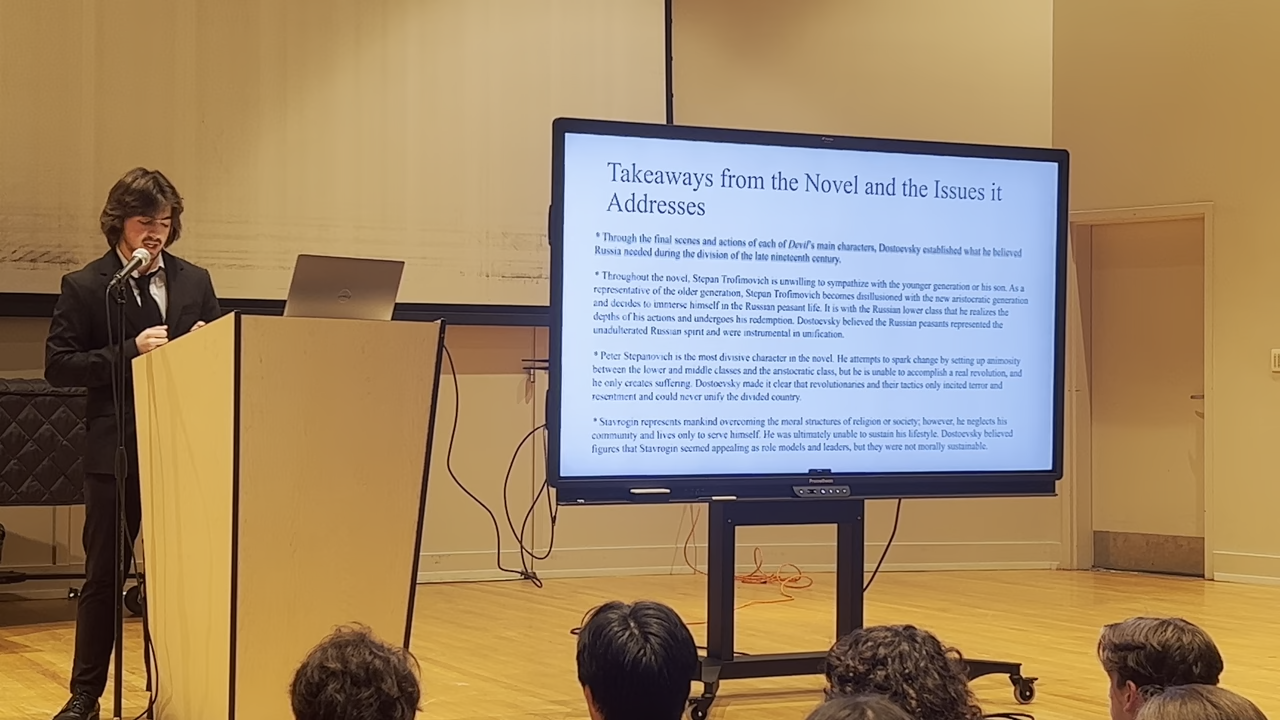 Takeaways from the Novel and the Issues it
Addresses
* Through the final scenes and actions of each of Devil's main characters, Dostoevsky established what he believed
Russia needed during the division of the late nineteenth century.
* Throughout the novel, Stepan Trofimovich is unwilling to sympathize with the younger generation or his son. As a
representative of the older generation, Stepan Trofimovich becomes disillusioned with the new aristocratic generation
and decides to immerse himself in the Russian peasant life. It is with the Russian lower class that he realizes the
depths of his actions and undergoes his redemption. Dostoevsky believed the Russian peasants represented the
unadulterated Russian spirit and were instrumental in unification.
* Peter Stepanovich is the most divisive character in the novel. He attempts to spark change by setting up animosity
between the lower and middle classes and the aristocratic class, but he is unable to accomplish a real revolution, and
he only creates suffering. Dostoevsky made it clear that revolutionaries and their tactics only incited terror and
resentment and could never unify the divided country.
* Stavrogin represents mankind overcoming the moral structures of religion or society; however, he neglects his
community and lives only to serve himself. He was ultimately unable to sustain his lifestyle. Dostoevsky believed
figures that Stavrogin seemed appealing as role models and leaders, but they were not morally sustainable.
Promethean